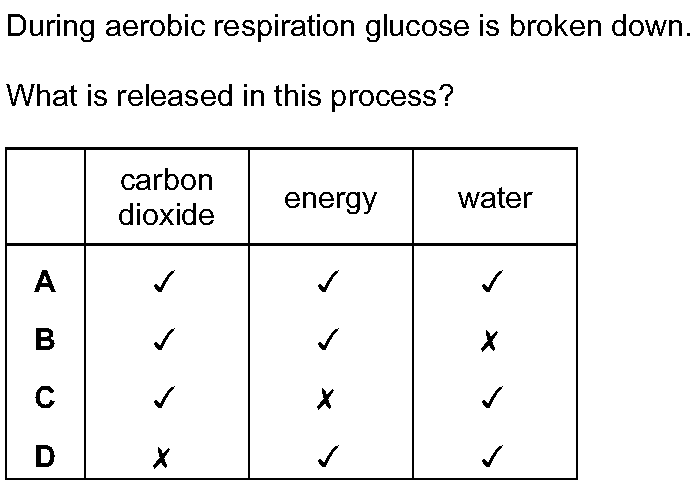 During aerobic respiration glucose is broken down.
What is released in this process?
carbon dioxide energy water
A ✓ ✓ ✓
B ✓ ✓ ✗
C ✓ ✗ ✓
D ✗ ✓ ✓